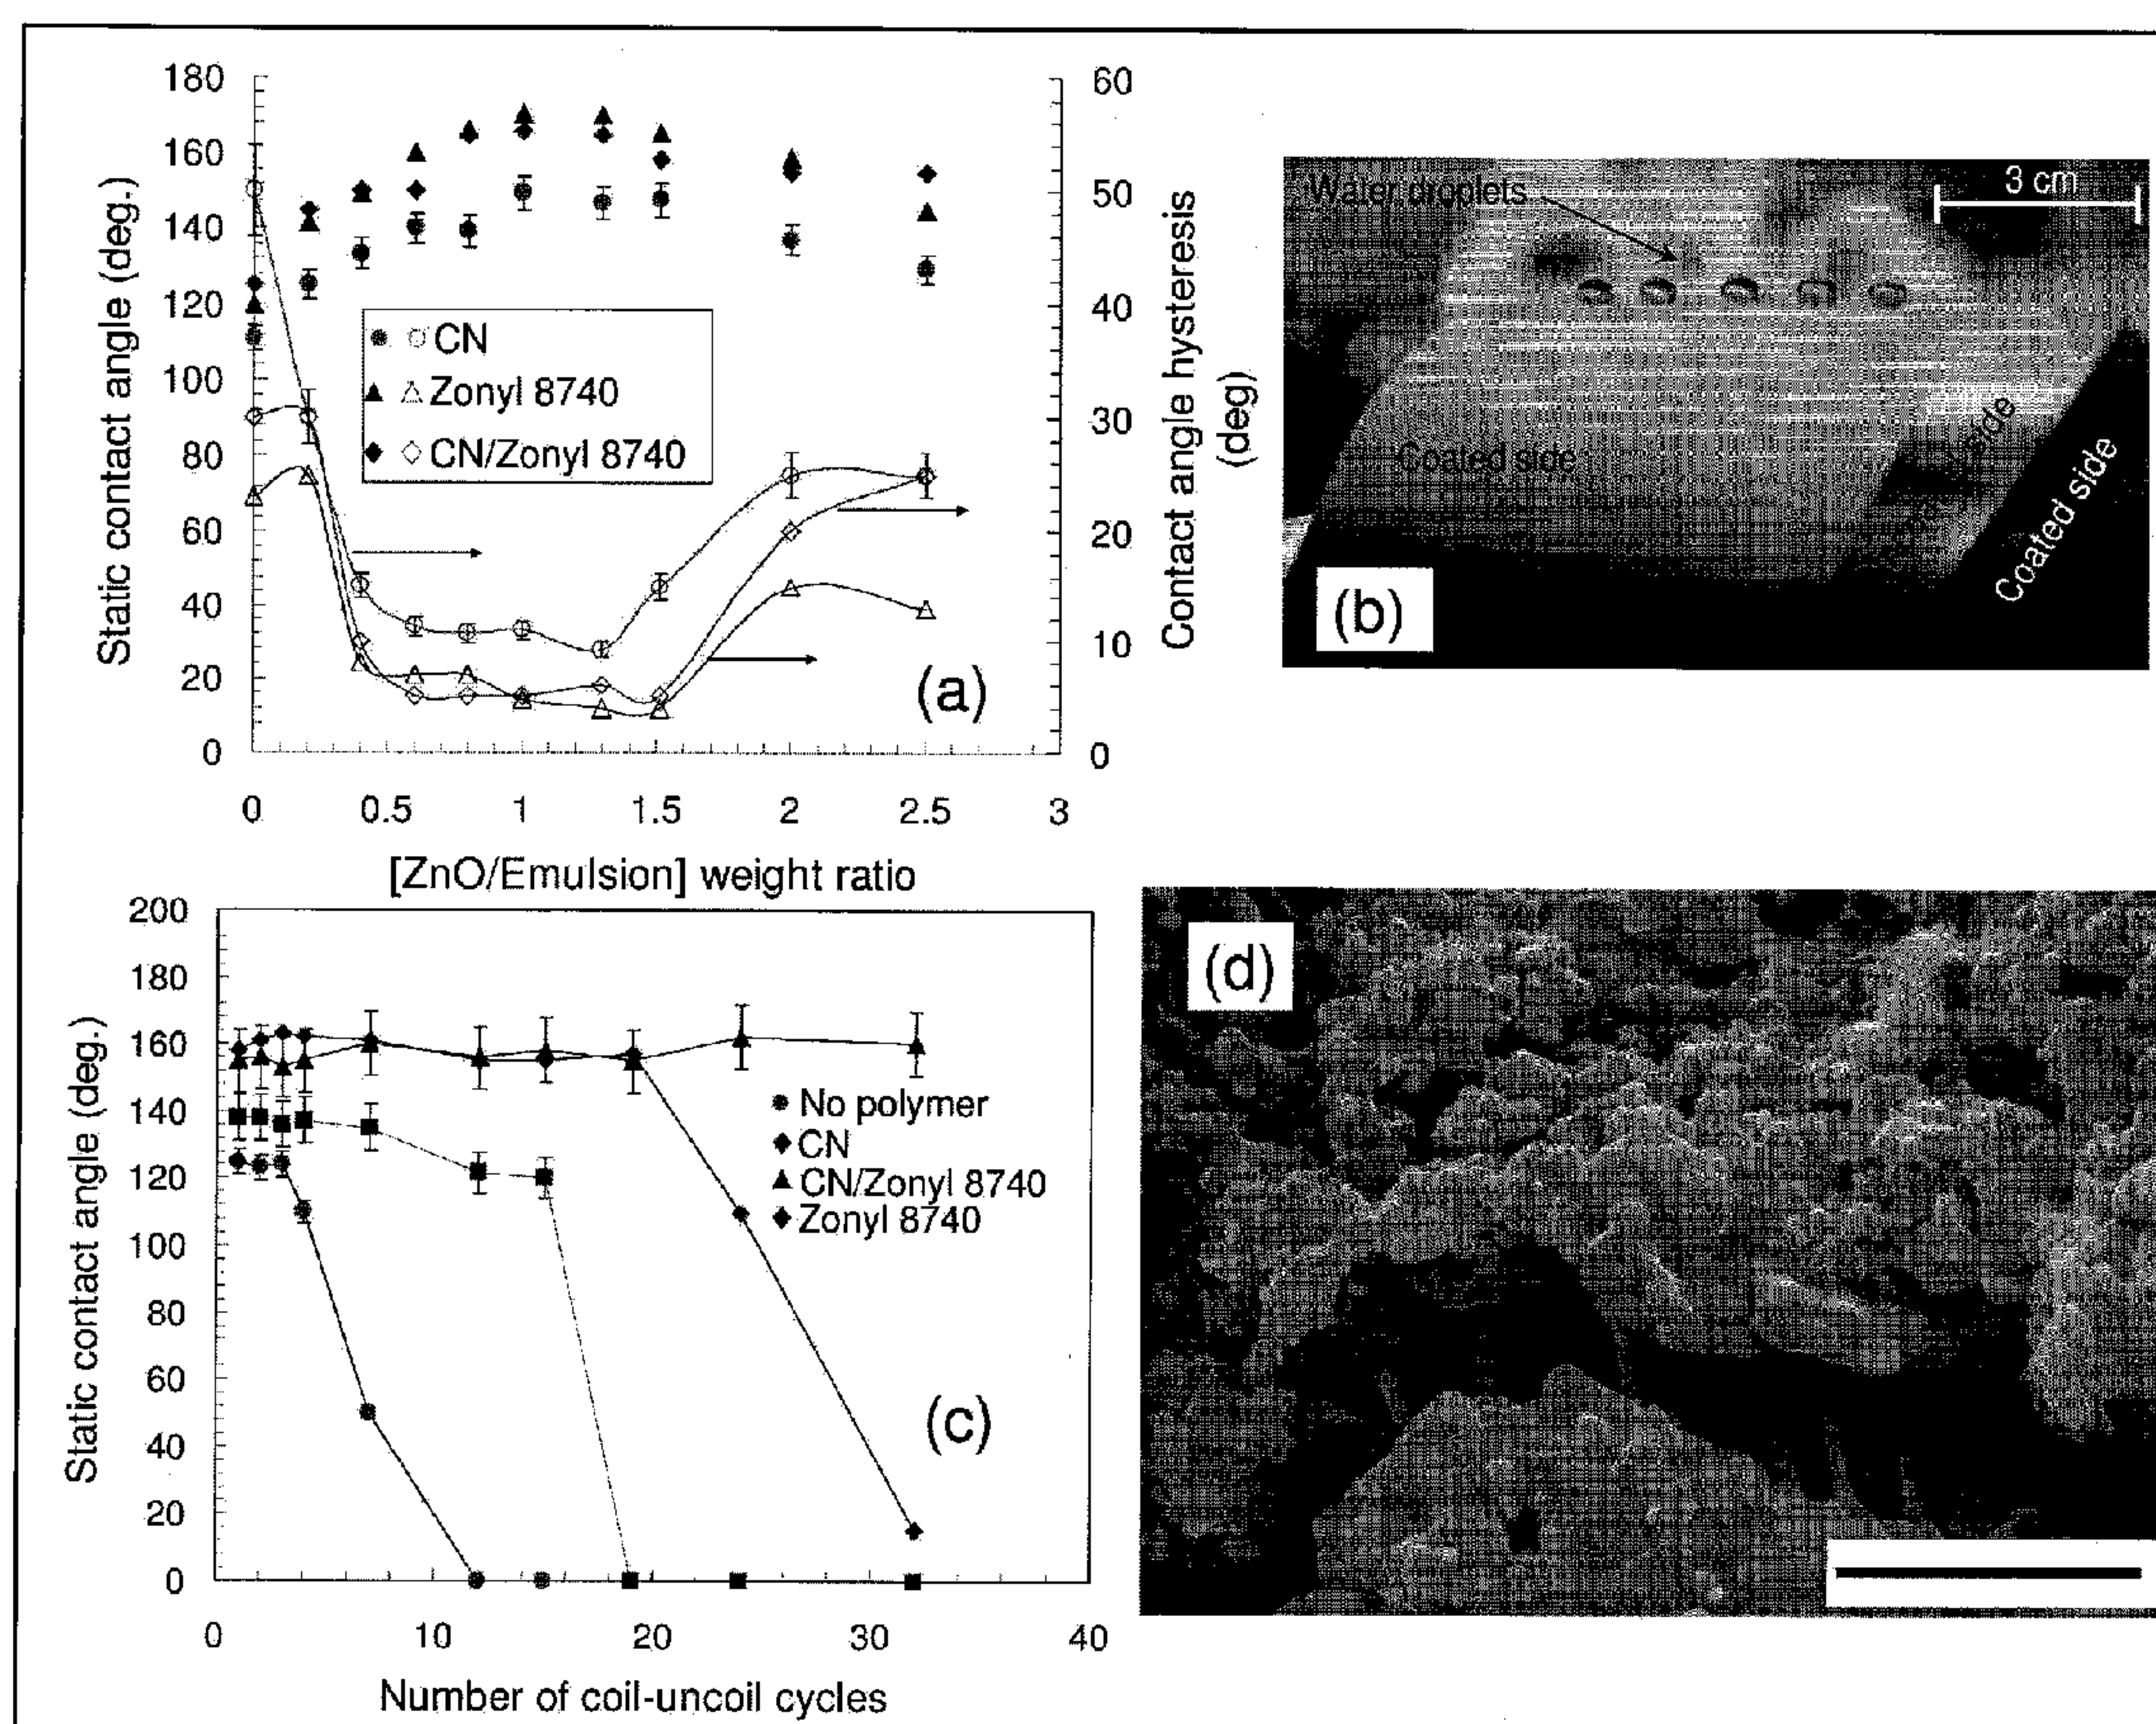 180
160
140
120
100
80
60
40
20
0
Static contact angle (deg.)
60
50
40
30
20
10
0
Contact angle hysteresis
(deg)
CN
Zonyl 8740
CN/Zonyl 8740
(a)
0 0.5 1 1.5 2 2.5 3
[ZnO/Emulsion] weight ratio
Water droplets
3 cm
Coated side
side
Coated side
(b)
200
180
160
140
120
100
80
60
40
20
0
Static contact angle (deg.)
No polymer
CN
CN/Zonyl 8740
Zonyl 8740
(c)
0 10 20 30 40
Number of coil-uncoil cycles
(d)